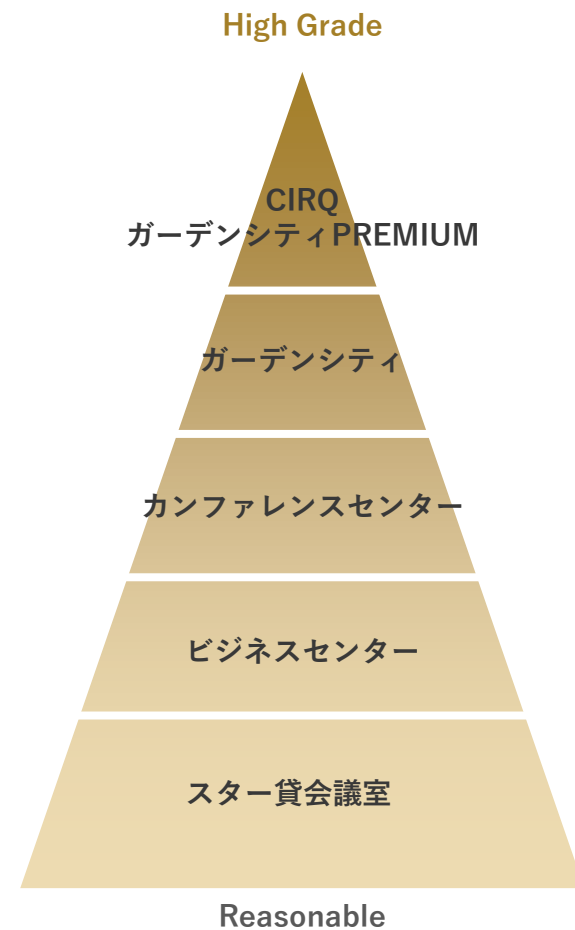 High Grade
CIRQ
ガーデンシティPREMIUM
ガーデンシティ
カンファレンスセンター
ビジネスセンター
スター貸会議室
Reasonable